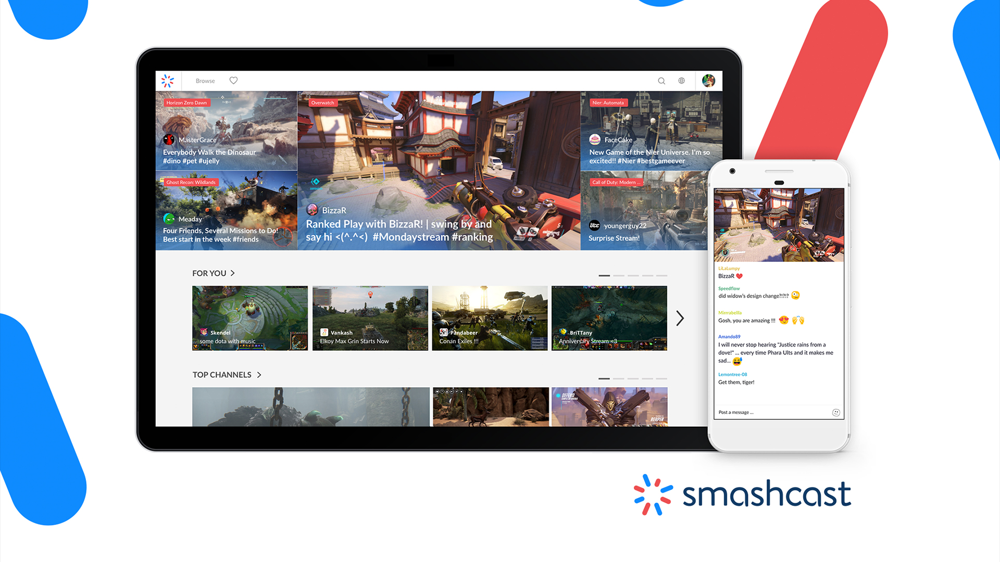 Browse
Horizon Zero Dawn
MasterGrace
Everybody Walk the Dinosaur
#dino #pet #ujelly
Ghost Recon: Wildlands
Meaday
Four Friends, Several Missions to Do!
Best start in the week #friends
Overwatch
BizzaR
Ranked Play with BizzaR! | swing by and
say hi <(^.^<) #Mondaystream #ranking
Nier: Automata
FaceCake
New Game of the Nier Universe. I'm so
excited!! #Nier #bestgameever
Call of Duty: Modern ...
UCC
youngerguy22
Surprise Stream!
FOR YOU
Skendel
some dota with music
Vankash
Elkoy Max Grin Starts Now
Pandabeer
Conan Exiles !!!
BriTTany
Anniversary Stream <3
TOP CHANNELS
DEFEND
REAPER
LiLaLumpy
BizzaR
Speedflow
did widow's design change?!?!?
Mirrrabellla
Gosh, you are amazing !!!
Amando89
I will never stop hearing "Justice rains from a
dove!" ... every time Phara Ults and it makes me
sad...
Lemontree-08
Get them, tiger!
Post a message ...
smashcast